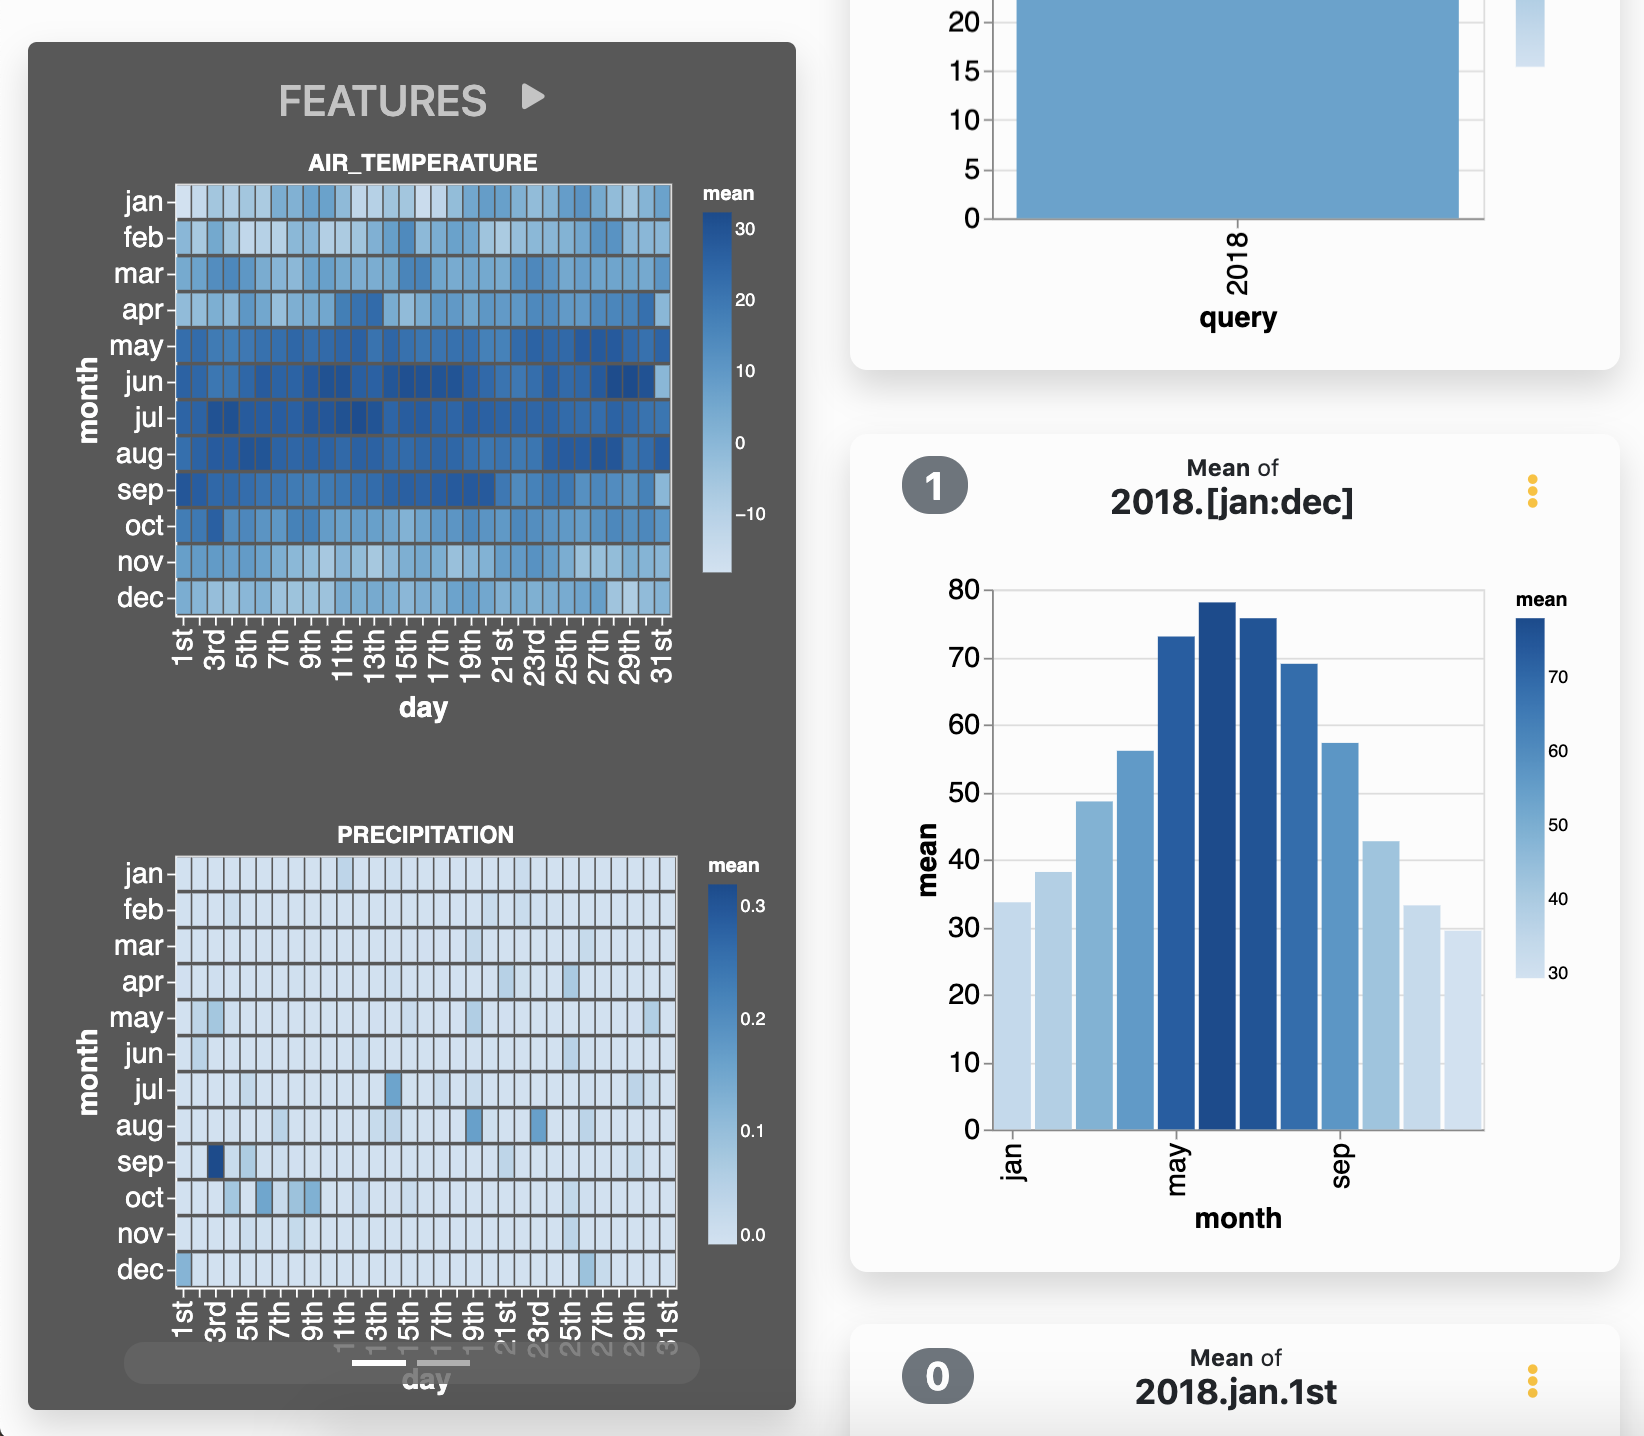 FEATURES
AIR_TEMPERATURE
mean
jan
feb
mar
apr
may
jun
jul
aug
sep
oct
nov
dec
month
30
20
10
0
−10
1st
3rd
5th
7th
9th
11th
13th
15th
17th
19th
21st
23rd
25th
27th
29th
31st
day
PRECIPITATION
mean
jan
feb
mar
apr
may
jun
jul
aug
sep
oct
nov
dec
month
0.3
0.2
0.1
0.0
1st
3rd
5th
7th
9th
11th
13th
15th
17th
19th
21st
23rd
25th
27th
29th
31st
day
20
15
10
5
0
2018
query
1
Mean of
2018.[jan:dec]
80
70
60
50
40
30
20
10
0
mean
mean
70
60
50
40
30
jan
may
sep
month
0
Mean of
2018.jan.1st